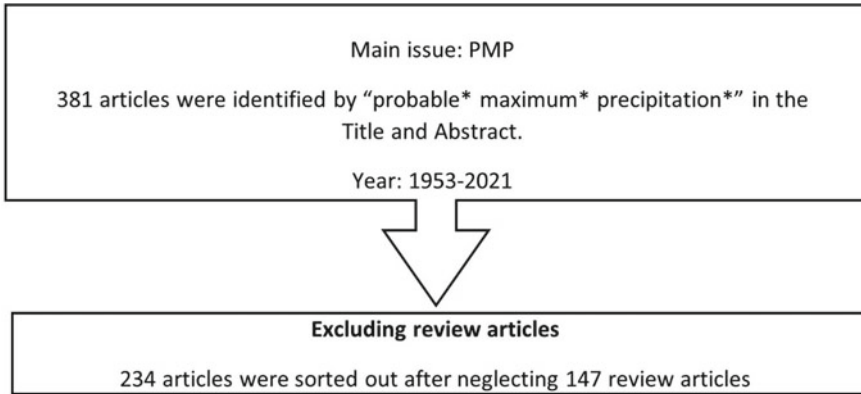 Main issue: PMP
381 articles were identified by “probable* maximum* precipitation*” in the
Title and Abstract.
Year: 1953-2021
Excluding review articles
234 articles were sorted out after neglecting 147 review articles